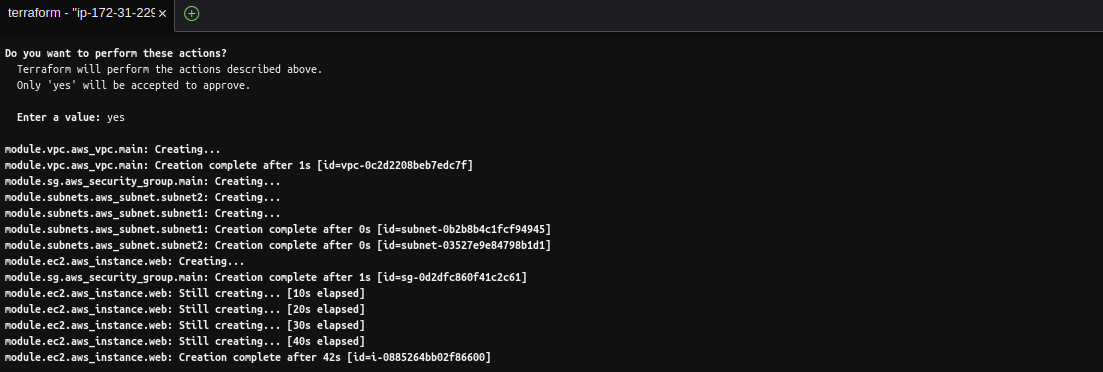 terraform - "ip-172-31-229
Do you want to perform these actions?
Terraform will perform the actions described above.
Only 'yes' will be accepted to approve.
Enter a value: yes
module.vpc.aws_vpc.main: Creating...
module.vpc.aws_vpc.main: Creation complete after 1s [id=vpc-0c2d2208beb7edc7f]
module.sg.aws_security_group.main: Creating...
module.subnets.aws_subnet.subnet2: Creating...
module.subnets.aws_subnet.subnet1: Creating...
module.subnets.aws_subnet.subnet1: Creation complete after 0s [id=subnet-0b2b8b4c1fcf94945]
module.subnets.aws_subnet.subnet2: Creation complete after 0s [id=subnet-03527e9e84798b1d1]
module.ec2.aws_instance.web: Creating...
module.sg.aws_security_group.main: Creation complete after 1s [id=sg-0d2dfc860f41c2c61]
module.ec2.aws_instance.web: Still creating... [10s elapsed]
module.ec2.aws_instance.web: Still creating... [20s elapsed]
module.ec2.aws_instance.web: Still creating... [30s elapsed]
module.ec2.aws_instance.web: Still creating... [40s elapsed]
module.ec2.aws_instance.web: Creation complete after 42s [id=i-0885264bb02f86600]